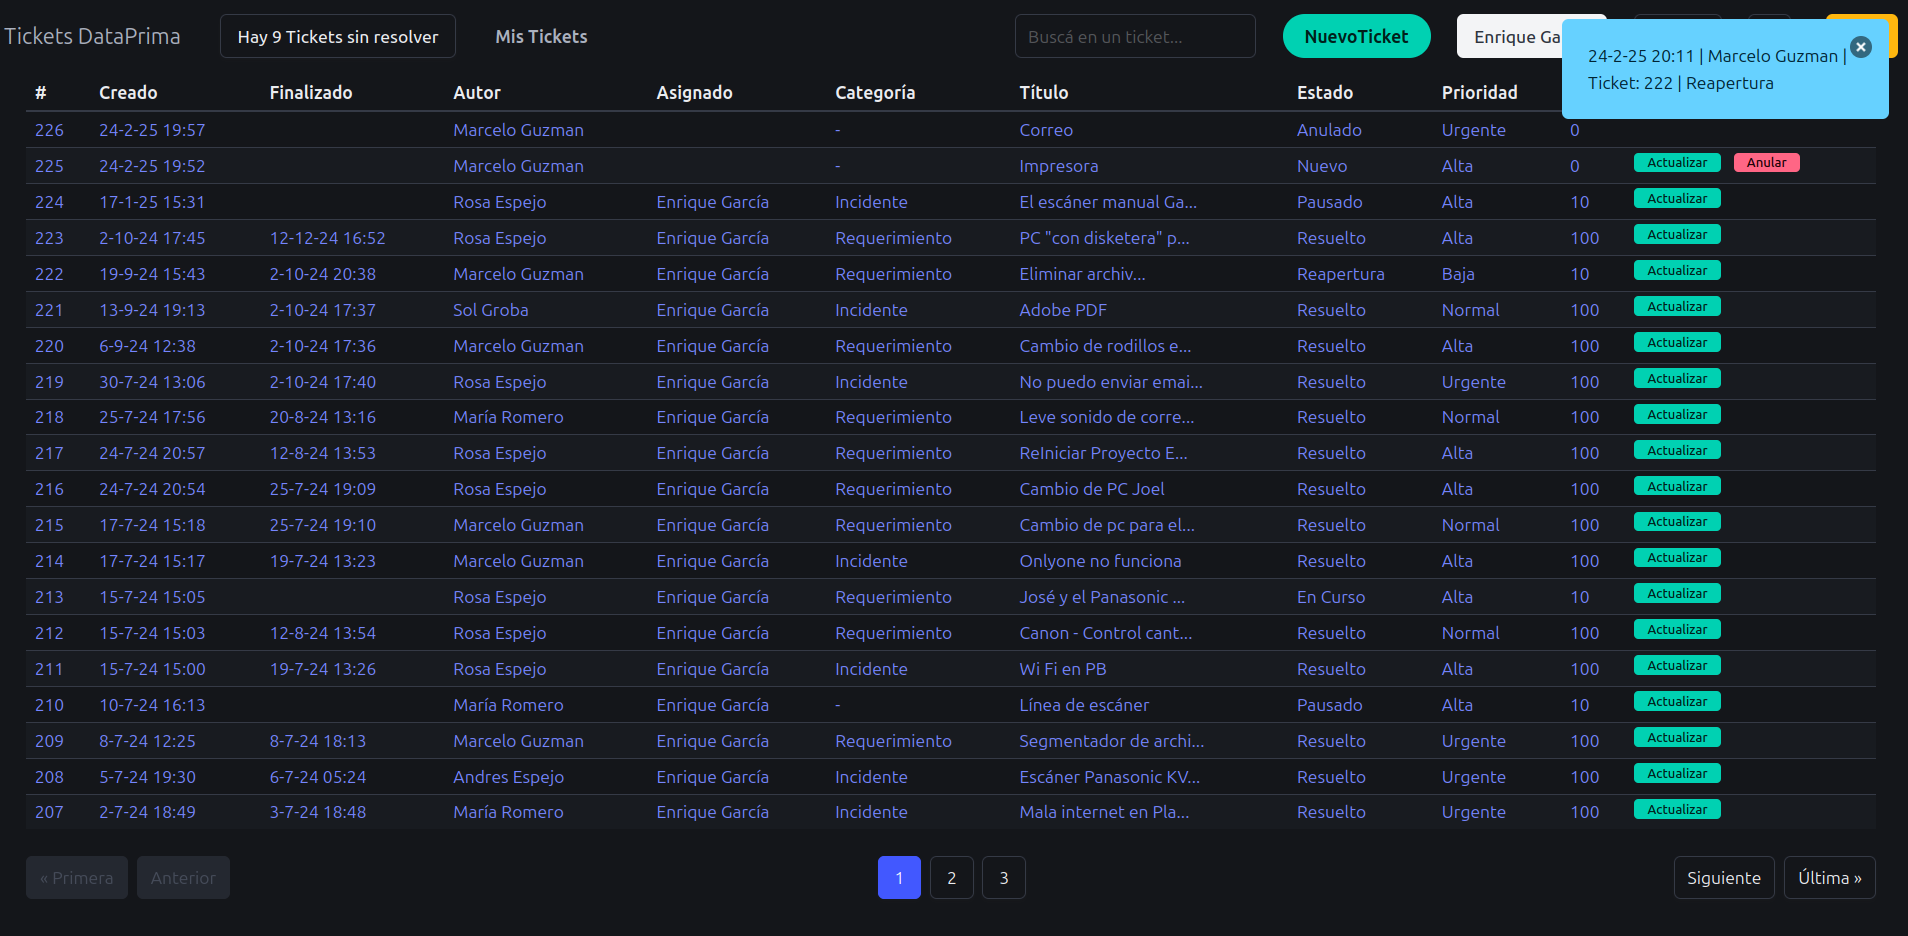 Tickets DataPrima Hay 9 Tickets sin resolver Mis Tickets Buscá en un ticket... NuevoTicket Enrique Ga
24-2-25 20:11 | Marcelo Guzman |
Ticket: 222 | Reapertura
# Creado Finalizado Autor Asignado Categoría Título Estado Prioridad
226 24-2-25 19:57 Marcelo Guzman - Correo Anulado Urgente 0
225 24-2-25 19:52 Marcelo Guzman - Impresora Nuevo Alta 0 Actualizar Anular
224 17-1-25 15:31 Rosa Espejo Enrique García Incidente El escáner manual Ga... Pausado Alta 10 Actualizar
223 2-10-24 17:45 12-12-24 16:52 Rosa Espejo Enrique García Requerimiento PC "con disketera" p... Resuelto Alta 100 Actualizar
222 19-9-24 15:43 2-10-24 20:38 Marcelo Guzman Enrique García Requerimiento Eliminar archiv... Reapertura Baja 10 Actualizar
221 13-9-24 19:13 2-10-24 17:37 Sol Groba Enrique García Incidente Adobe PDF Resuelto Normal 100 Actualizar
220 6-9-24 12:38 2-10-24 17:36 Marcelo Guzman Enrique García Requerimiento Cambio de rodillos e... Resuelto Alta 100 Actualizar
219 30-7-24 13:06 2-10-24 17:40 Rosa Espejo Enrique García Incidente No puedo enviar emai... Resuelto Urgente 100 Actualizar
218 25-7-24 17:56 20-8-24 13:16 María Romero Enrique García Requerimiento Leve sonido de corre... Resuelto Normal 100 Actualizar
217 24-7-24 20:57 12-8-24 13:53 Rosa Espejo Enrique García Requerimiento ReIniciar Proyecto E... Resuelto Alta 100 Actualizar
216 24-7-24 20:54 25-7-24 19:09 Rosa Espejo Enrique García Requerimiento Cambio de PC Joel Resuelto Alta 100 Actualizar
215 17-7-24 15:18 25-7-24 19:10 Marcelo Guzman Enrique García Requerimiento Cambio de pc para el... Resuelto Normal 100 Actualizar
214 17-7-24 15:17 19-7-24 13:23 Marcelo Guzman Enrique García Incidente Onlyone no funciona Resuelto Alta 100 Actualizar
213 15-7-24 15:05 Rosa Espejo Enrique García Requerimiento José y el Panasonic ... En Curso Alta 10 Actualizar
212 15-7-24 15:03 12-8-24 13:54 Rosa Espejo Enrique García Requerimiento Canon - Control cant... Resuelto Normal 100 Actualizar
211 15-7-24 15:00 19-7-24 13:26 Rosa Espejo Enrique García Incidente Wi Fi en PB Resuelto Alta 100 Actualizar
210 10-7-24 16:13 María Romero Enrique García - Línea de escáner Pausado Alta 10 Actualizar
209 8-7-24 12:25 8-7-24 18:13 Marcelo Guzman Enrique García Requerimiento Segmentador de archi... Resuelto Urgente 100 Actualizar
208 5-7-24 19:30 6-7-24 05:24 Andres Espejo Enrique García Incidente Escáner Panasonic KV... Resuelto Urgente 100 Actualizar
207 2-7-24 18:49 3-7-24 18:48 María Romero Enrique García Incidente Mala internet en Pla... Resuelto Urgente 100 Actualizar
« Primera Anterior 1 2 3 Siguiente Última »